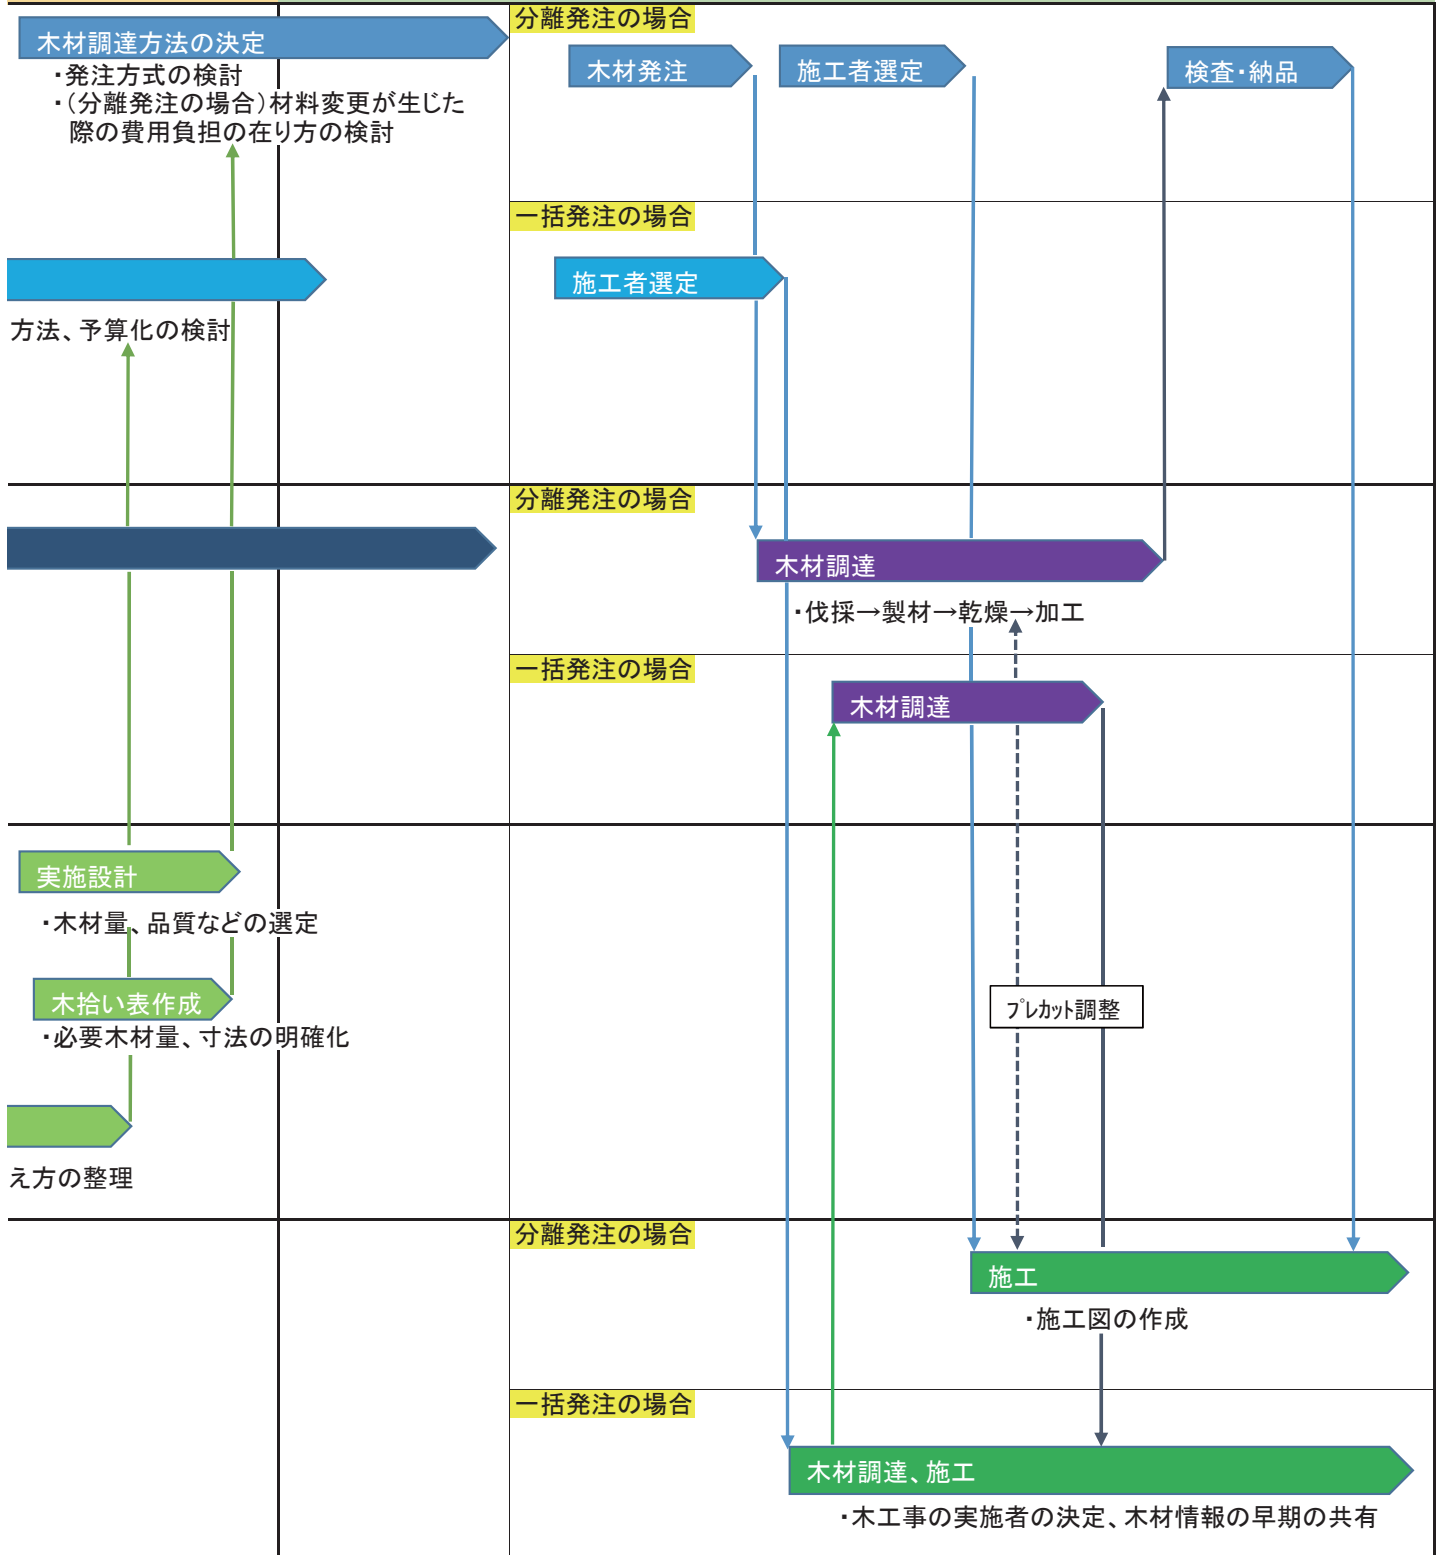 分離発注の場合
木材調達方法の決定
・発注方式の検討
・（分離発注の場合）材料変更が生じた
際の費用負担の在り方の検討
木材発注
施工者選定
検査・納品
一括発注の場合
施工者選定
方法、予算化の検討
分離発注の場合
木材調達
・伐採→製材→乾燥→加工
一括発注の場合
木材調達
実施設計
・木材量、品質などの選定
木拾い表作成
・必要木材量、寸法の明確化
プレカット調整
え方の整理
分離発注の場合
施工
・施工図の作成
一括発注の場合
木材調達、施工
・木工事の実施者の決定、木材情報の早期の共有